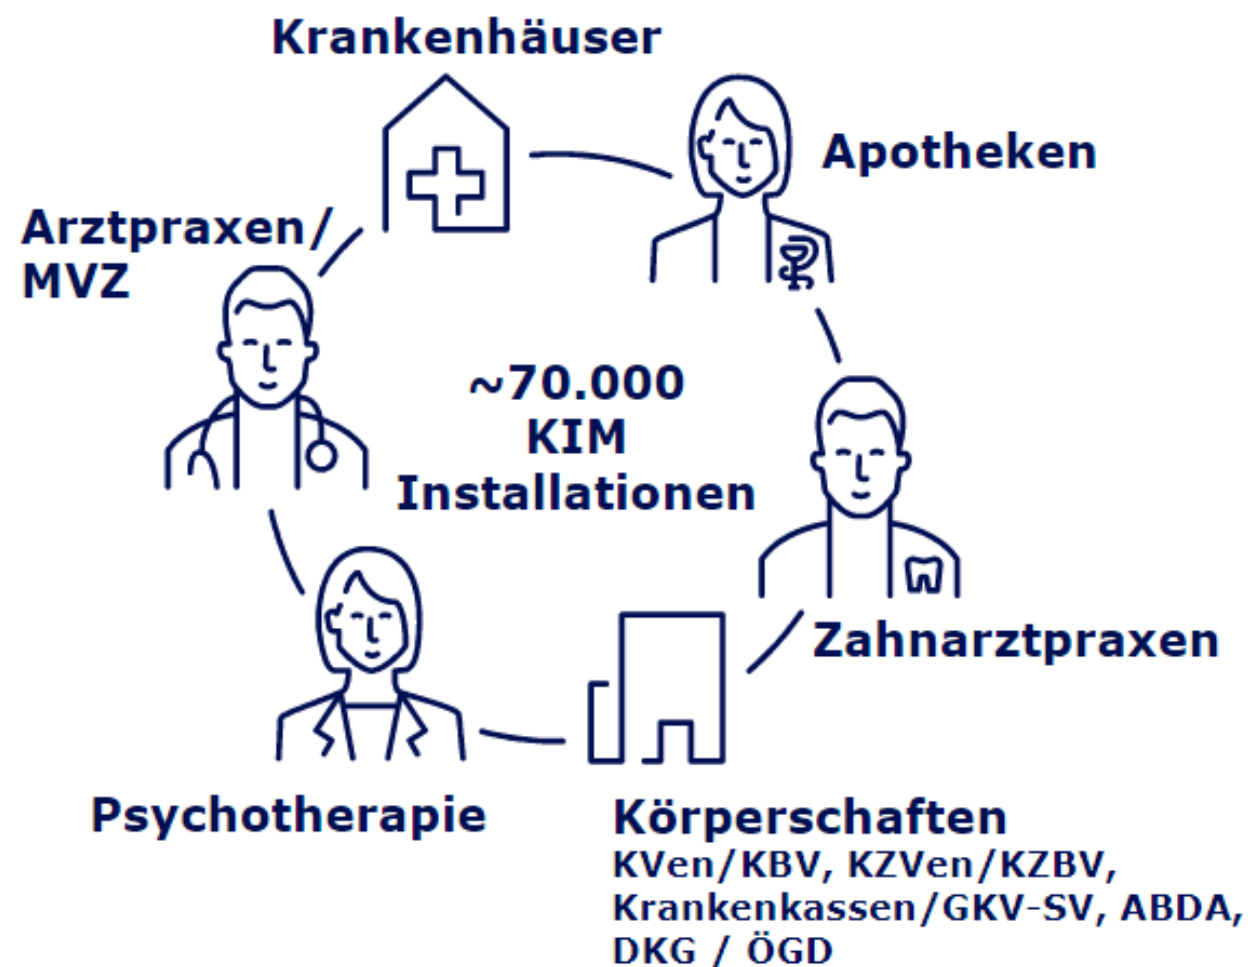 Krankenhäuser
Apotheken
Arztpraxen/
MVZ
~70.000
KIM
Installationen
Zahnarztpraxen
Psychotherapie
Körperschaften
KVen/KBV, KZVen/KZBV,
Krankenkassen/GKV-SV, ABDA,
DKG / ÖGD